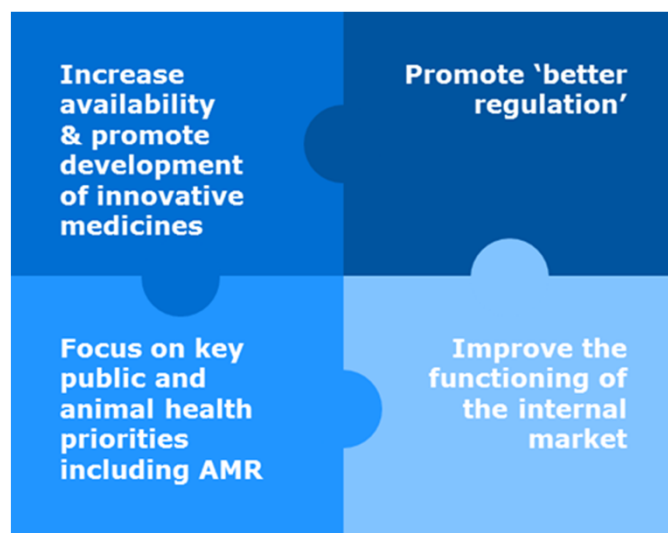 Increase
availability
& promote
development
of innovative
medicines
Promote ‘better
regulation’
Focus on key
public and
animal health
priorities
including AMR
Improve the
functioning of
the internal
market